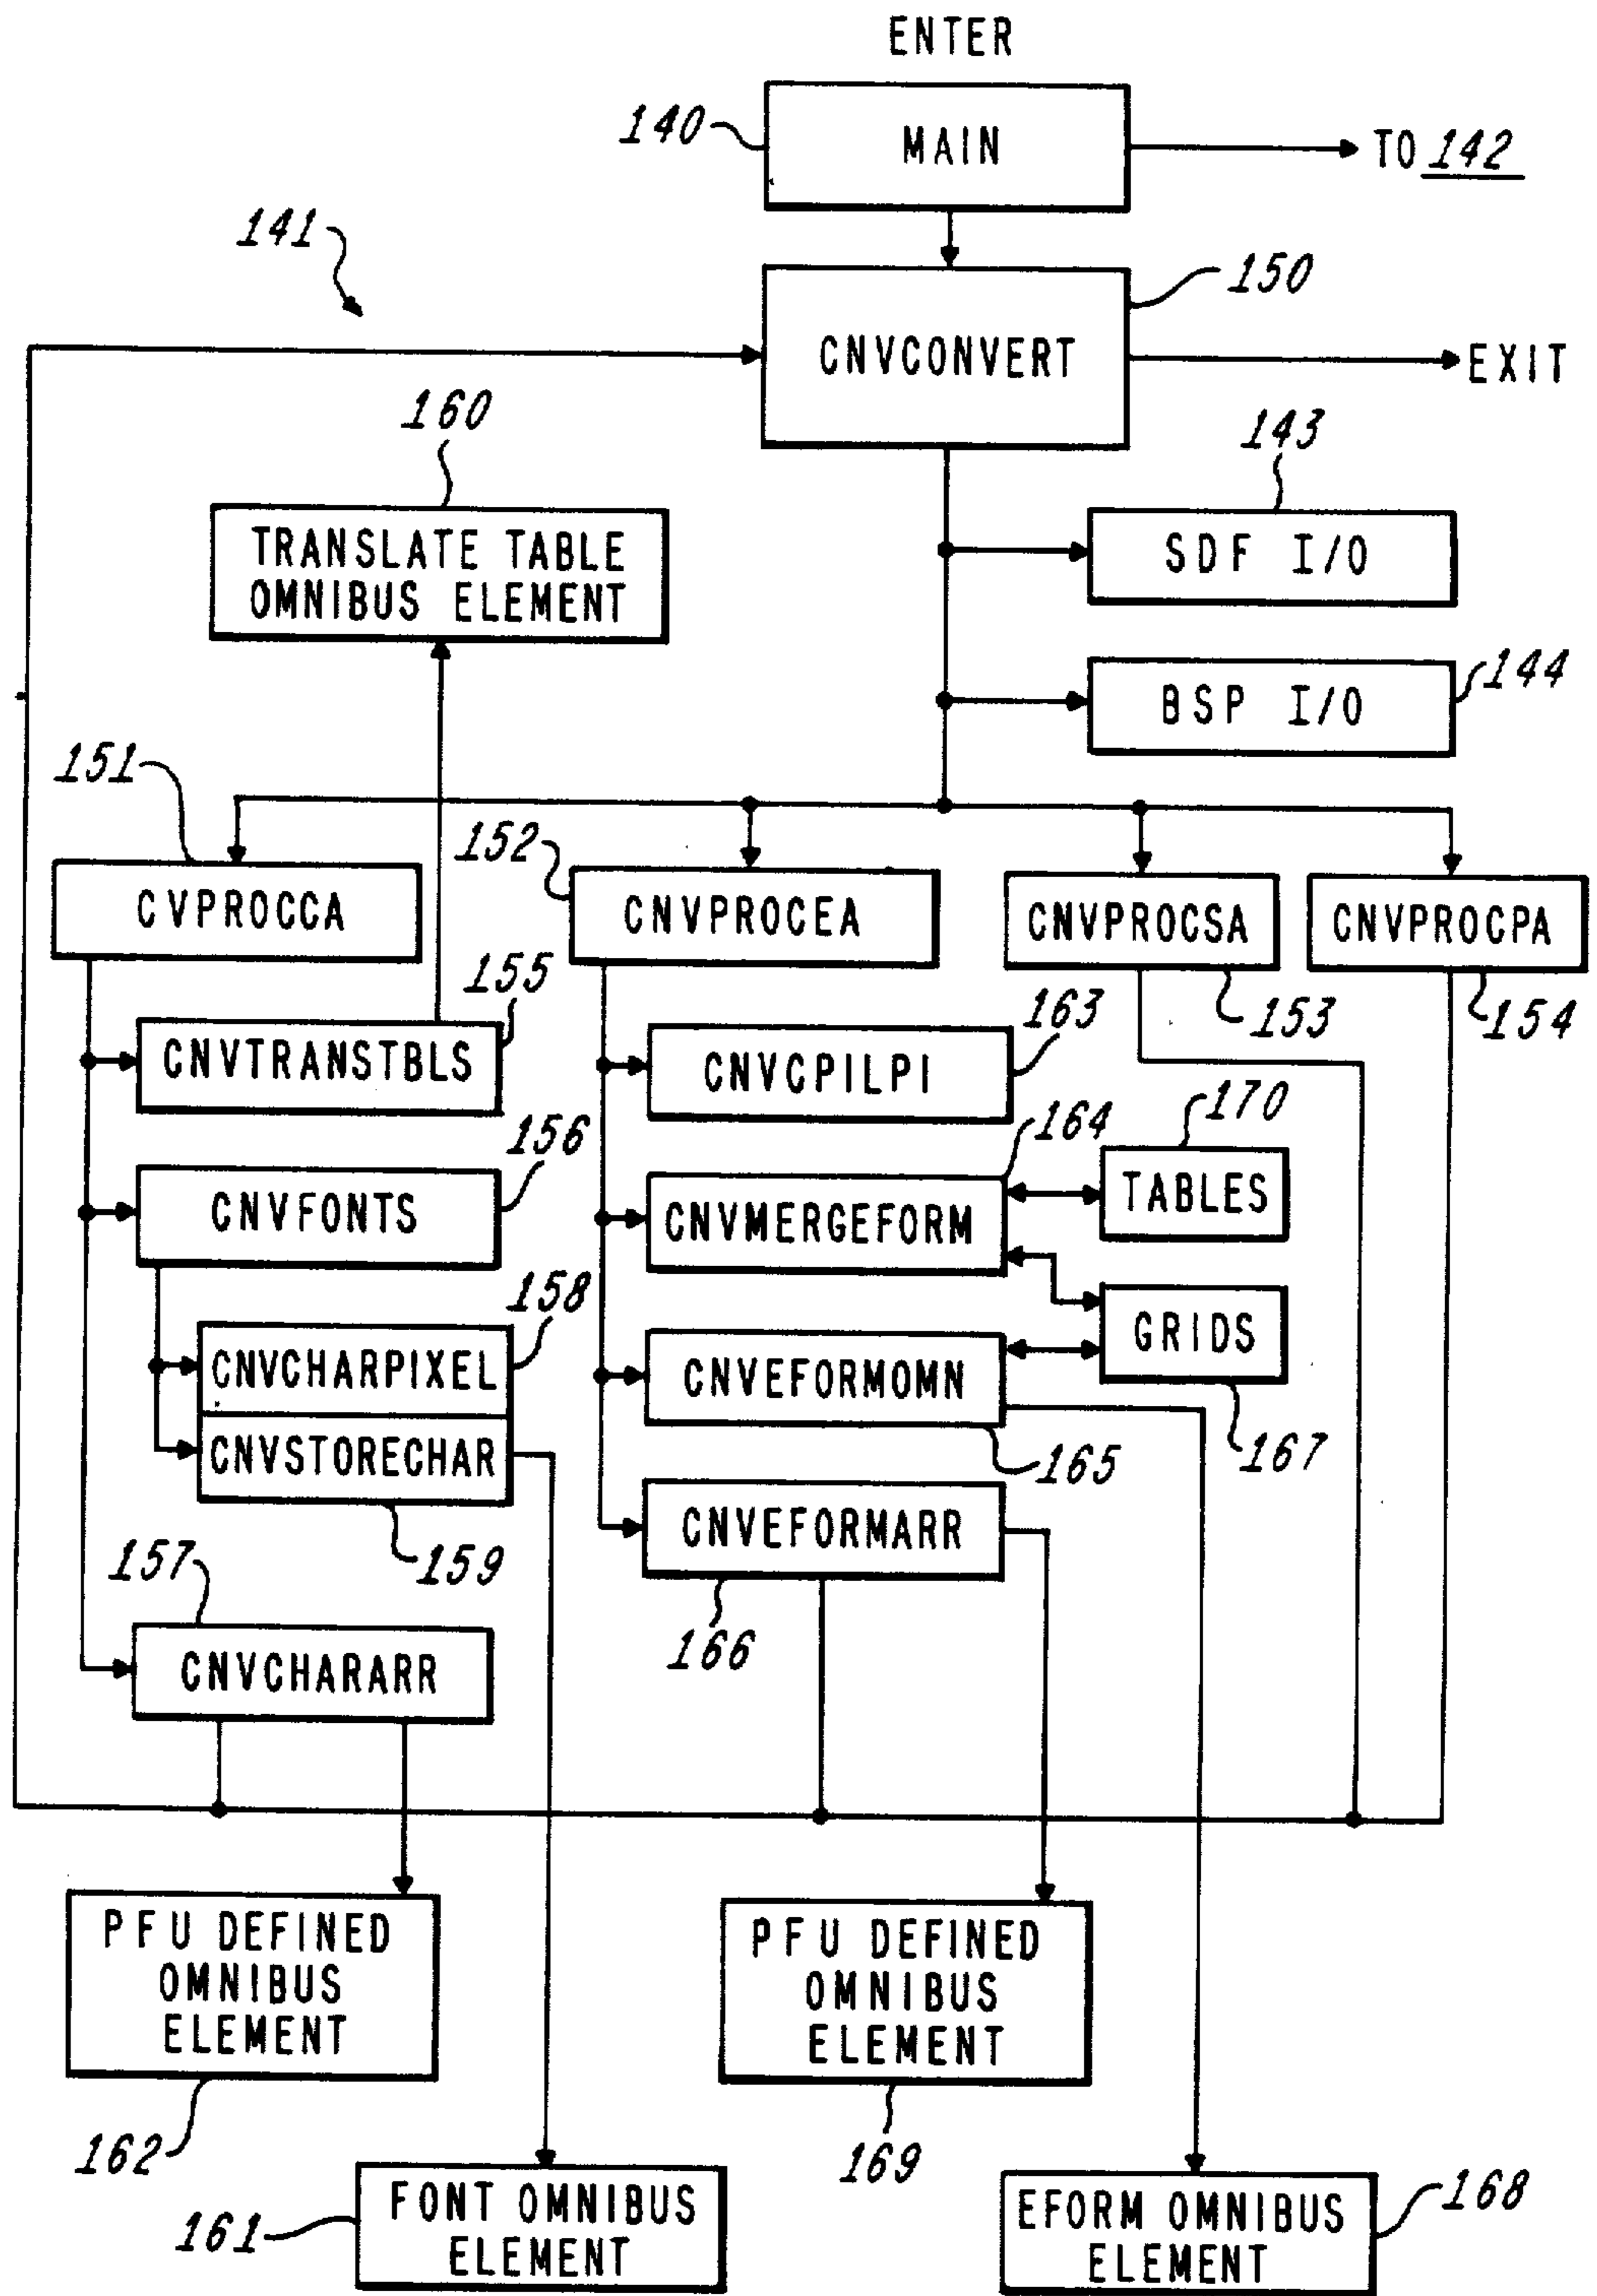 ENTER
140
MAIN
TO 142
141
150
CNVCONVERT
EXIT
160
143
TRANSLATE TABLE
OMNIBUS ELEMENT
SDF I/O
144
BSP I/O
151
152
CVPROCCA
CNVPROCEA
CNVPROCSA
CNVPROCPA
155
163
153
154
CNVTRANSTBLS
CNVCPILPI
156
164
170
CNVFONTS
CNVMERGEFORM
TABLES
158
CNVCHARPIXEL
CNVEFORMOMN
GRIDS
CNVSTORECHAR
165
167
159
CNVEFORMARR
157
166
CNVCHARARR
PFU DEFINED
OMNIBUS
ELEMENT
PFU DEFINED
OMNIBUS
ELEMENT
162
169
161
FONT OMNIBUS
ELEMENT
EFORM OMNIBUS
ELEMENT
168